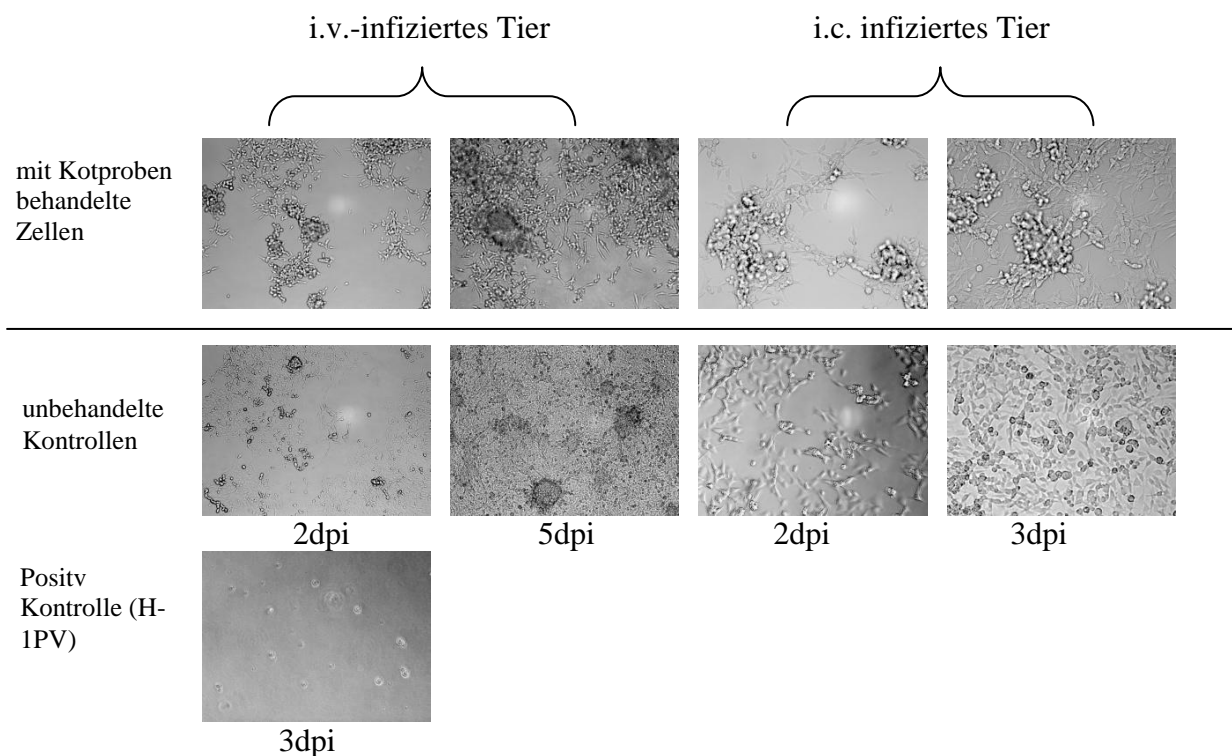 i.v.-infiziertes Tier
i.c. infiziertes Tier
mit Kotproben
behandelte
Zellen
unbehandelte
Kontrollen
2dpi
5dpi
2dpi
3dpi
Positv
Kontrolle (H-
1PV)
3dpi